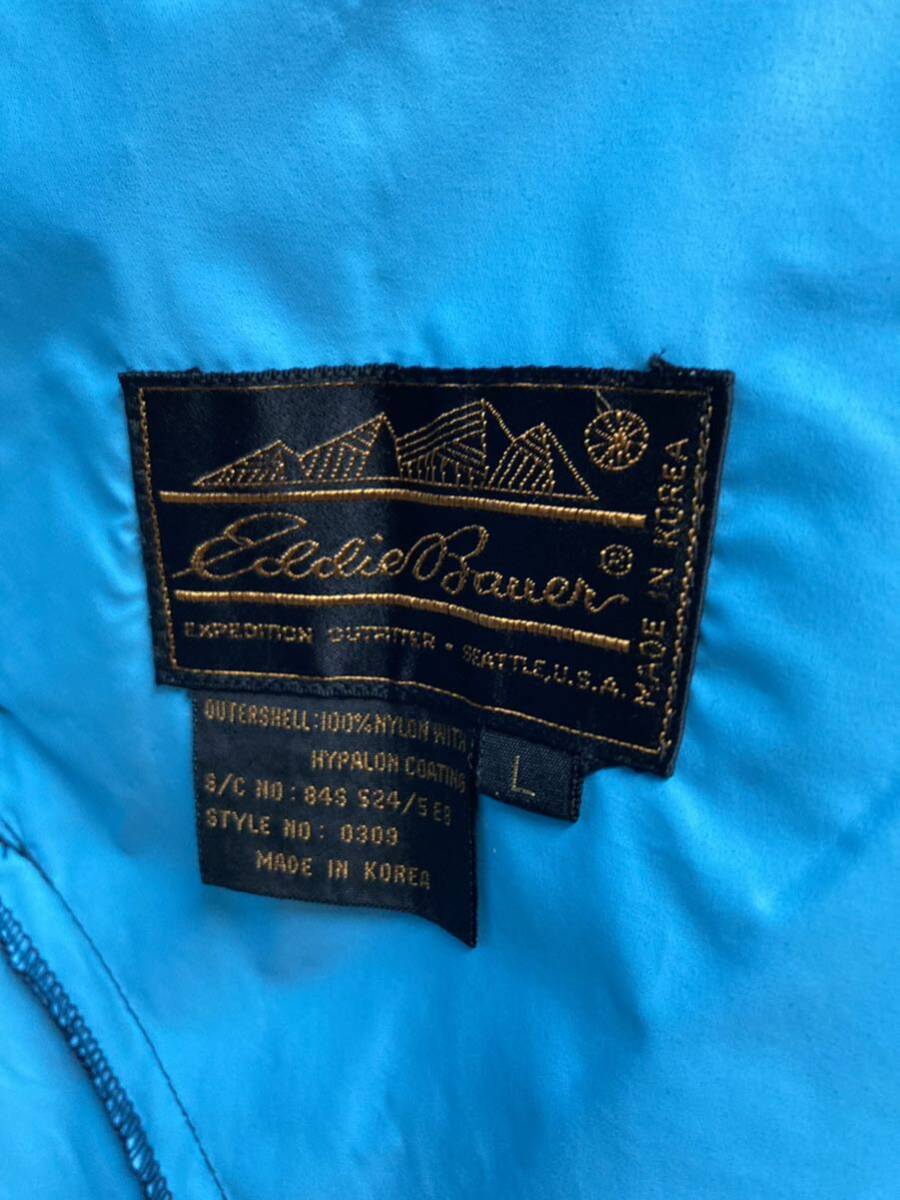 Eddie Bauer®
EXPEDITION OUTFITTER • SEATTLE, U.S.A.
MADE IN KOREA
OUTERSHELL: 100% NYLON WITH
HYPALON COATING
S/C NO: 84S 524/5 EB
STYLE NO: 0309
MADE IN KOREA
L